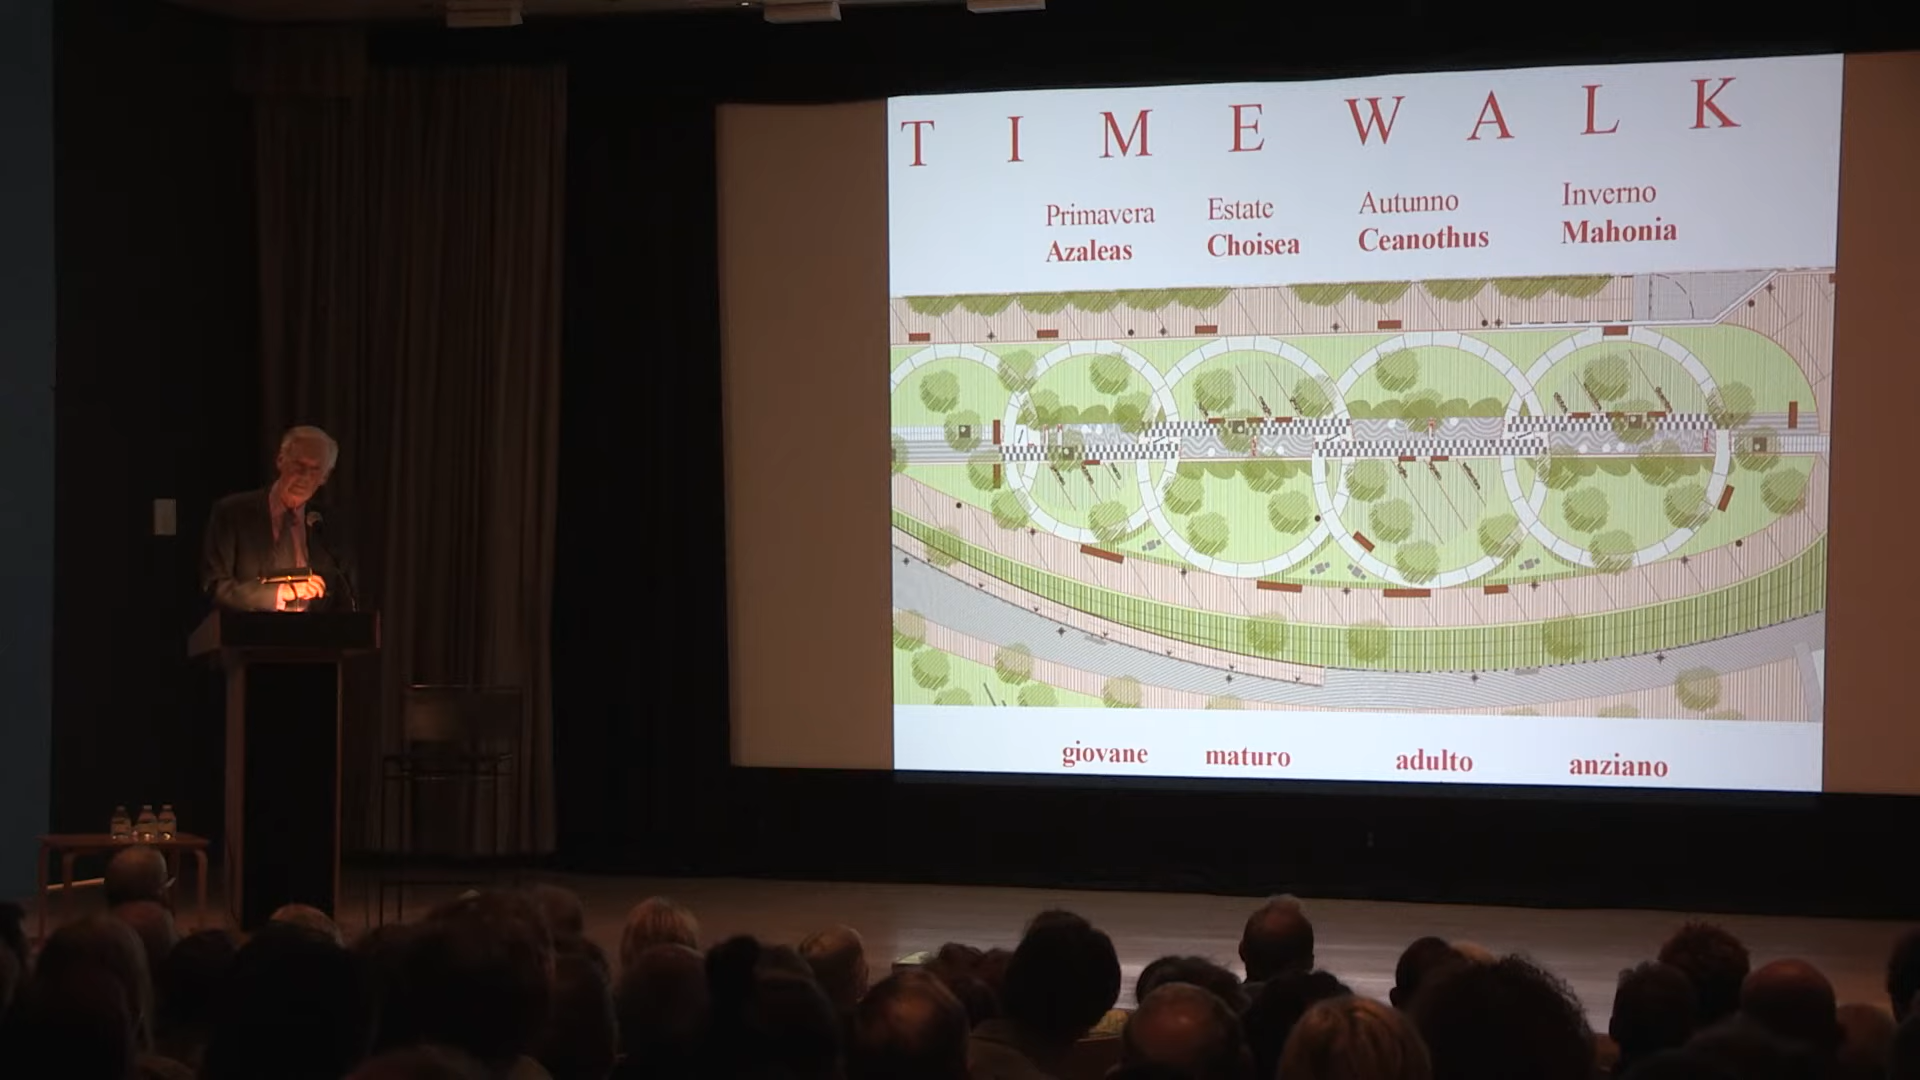 T I M E W A L K
Primavera Estate Autunno Inverno
Azaleas Choisea Ceanothus Mahonia
giovane maturo adulto anziano